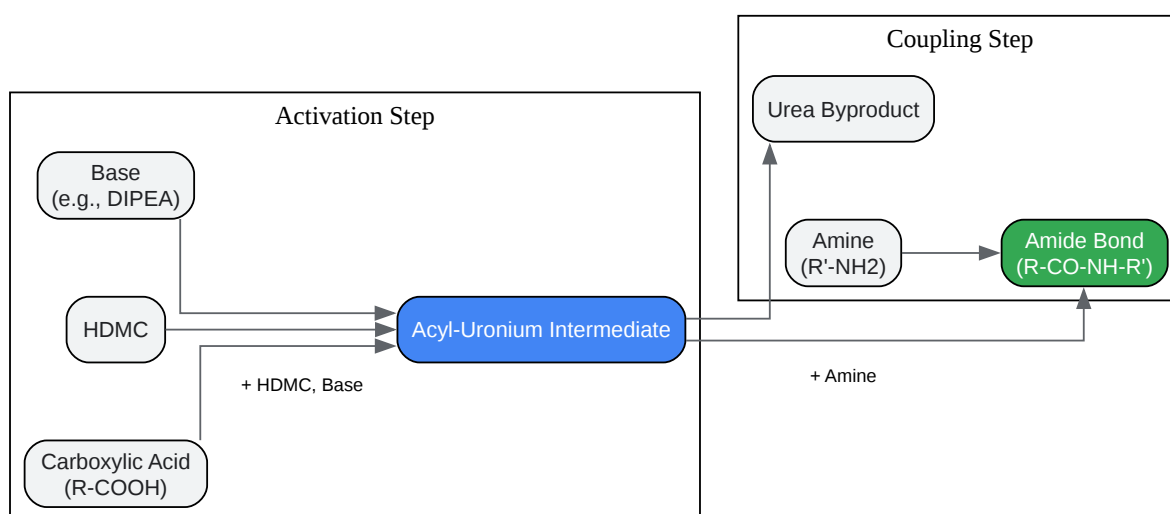 Coupling Step
Urea Byproduct
Activation Step
Base
(e.g., DIPEA)
Amine
(R'-NH2)
Amide Bond
(R-CO-NH-R')
HDMC
Acyl-Uronium Intermediate
+ HDMC, Base
+ Amine
Carboxylic Acid
(R-COOH)